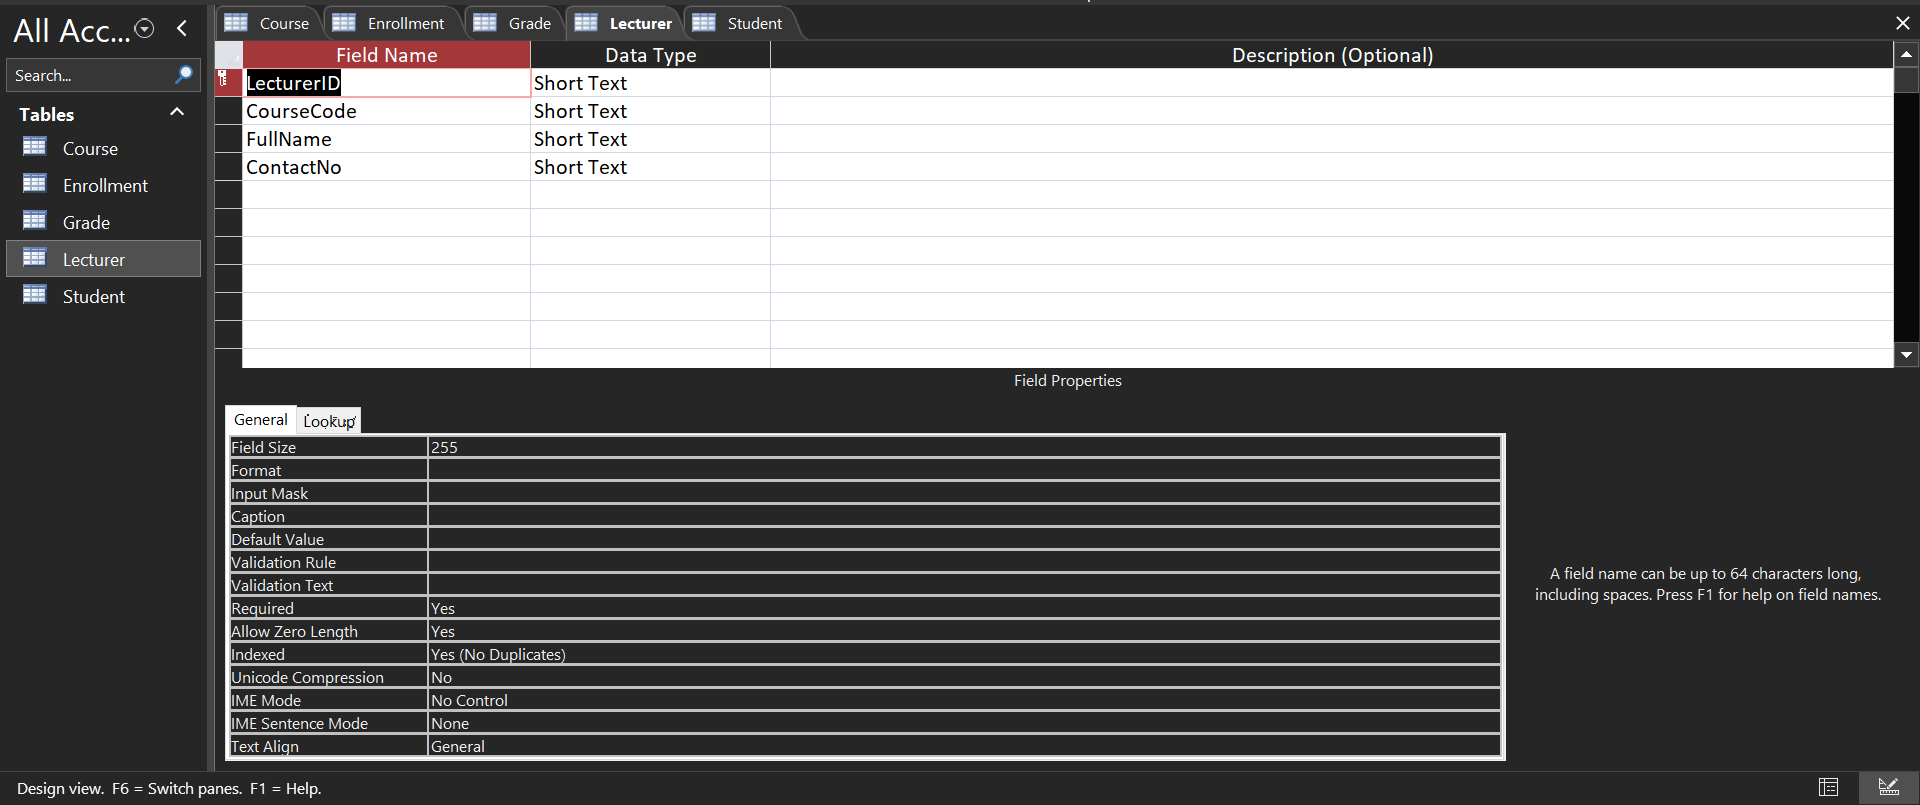 All Acc...
Search...
Tables
Course
Enrollment
Grade
Lecturer
Student
Course
Enrollment
Grade
Lecturer
Student
Field Name
Data Type
Description (Optional)
LecturerID
Short Text
CourseCode
Short Text
FullName
Short Text
ContactNo
Short Text
Field Properties
General
Lookup
Field Size
255
Format
Input Mask
Caption
Default Value
Validation Rule
Validation Text
Required
Yes
Allow Zero Length
Yes
Indexed
Yes (No Duplicates)
Unicode Compression
No
IME Mode
No Control
IME Sentence Mode
None
Text Align
General
A field name can be up to 64 characters long,
including spaces. Press F1 for help on field names.
Design view.  F6 = Switch panes.  F1 = Help.